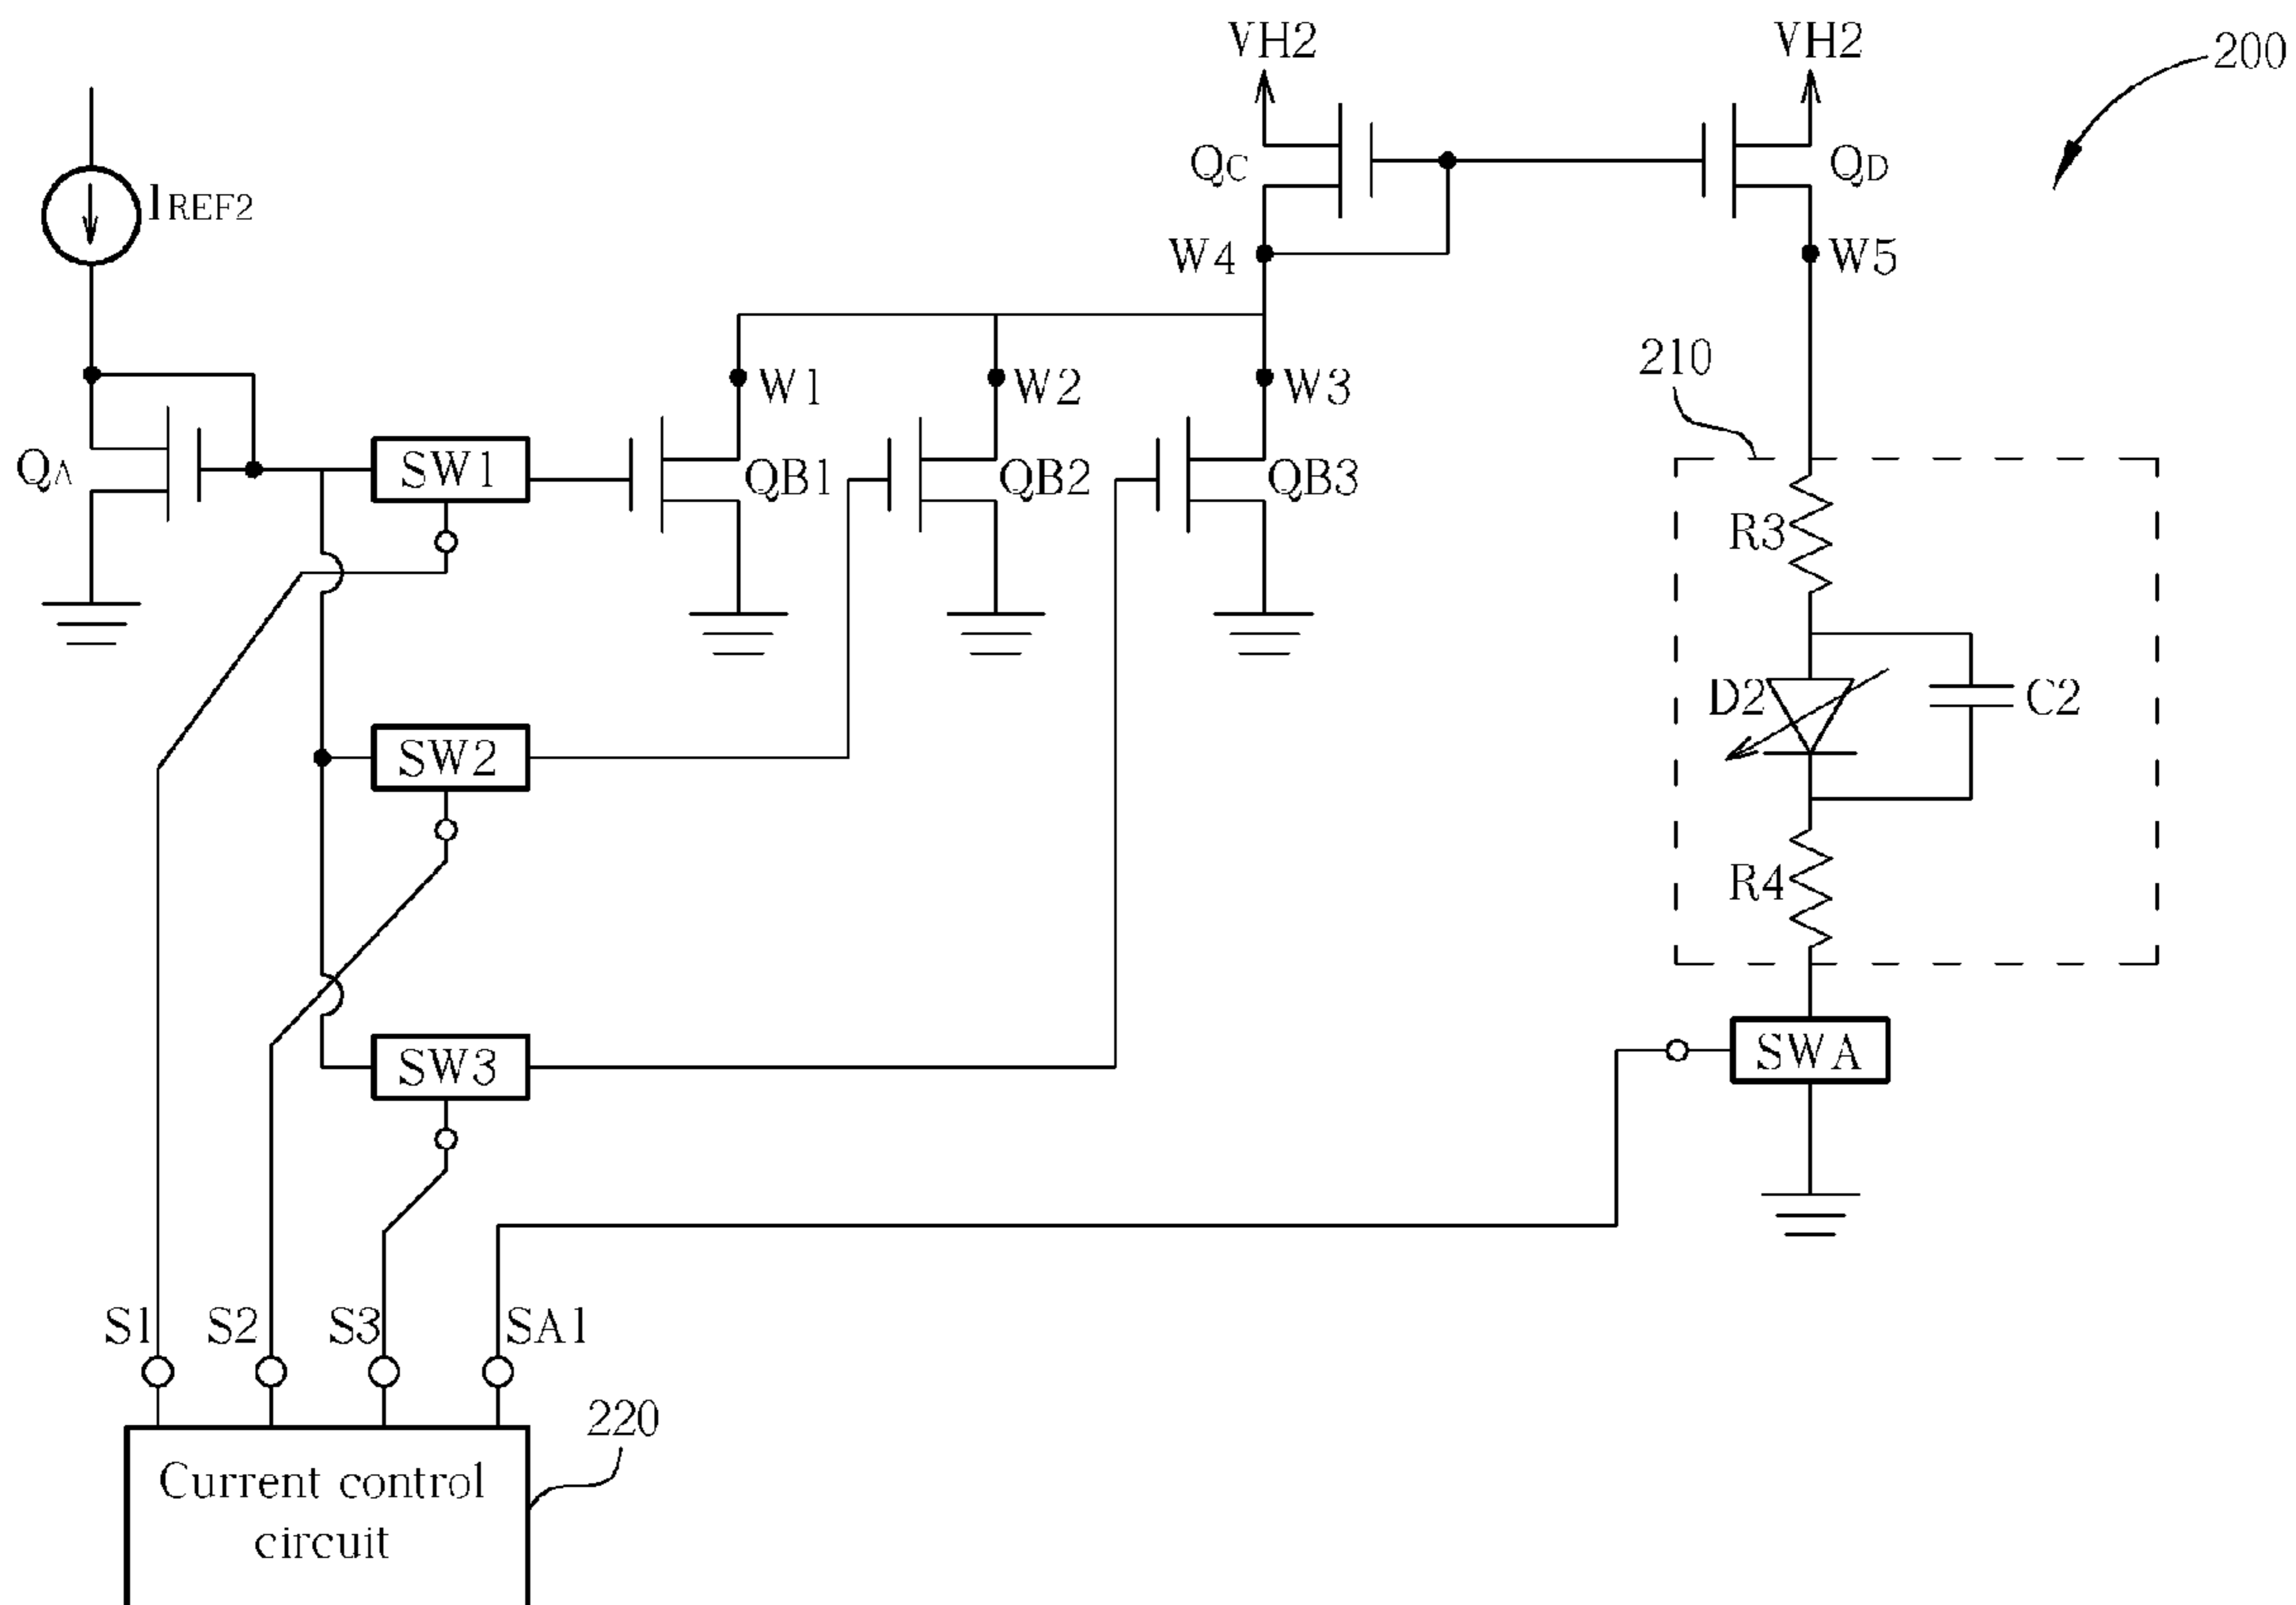 VH2
VH2
200
IREF2
QC
QD
W4
W5
210
W1
W2
W3
QA
SW1
QB1
QB2
QB3
R3
D2
C2
SW2
R4
SW3
SWA
S1
S2
S3
SA1
220
Current control
circuit